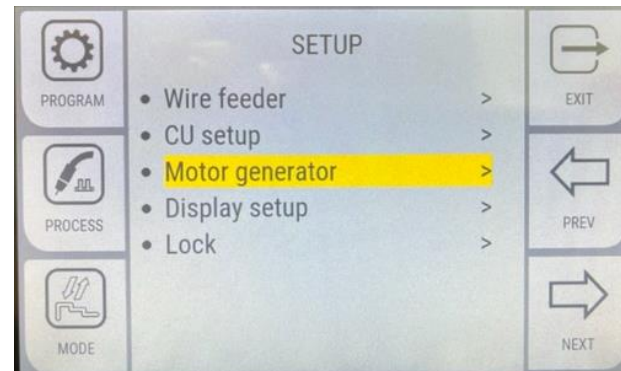 SETUP
PROGRAM
• Wire feeder >
EXIT
• CU setup >
• Motor generator >
PROCESS
• Display setup >
PREV
• Lock >
MODE
NEXT